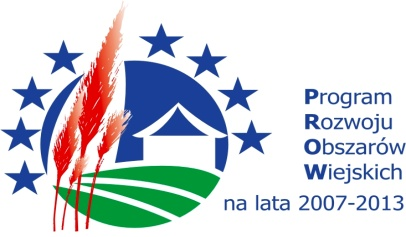 Program
Rozwoju
Obszarów
Wiejskich
na lata 2007-2013